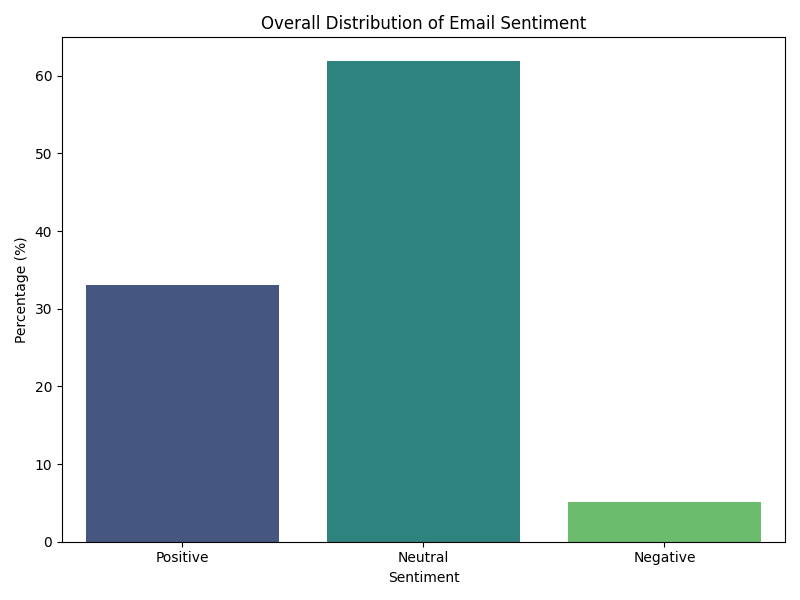 Overall Distribution of Email Sentiment
Percentage (%)
60
50
40
30
20
10
0
Positive
Neutral
Negative
Sentiment